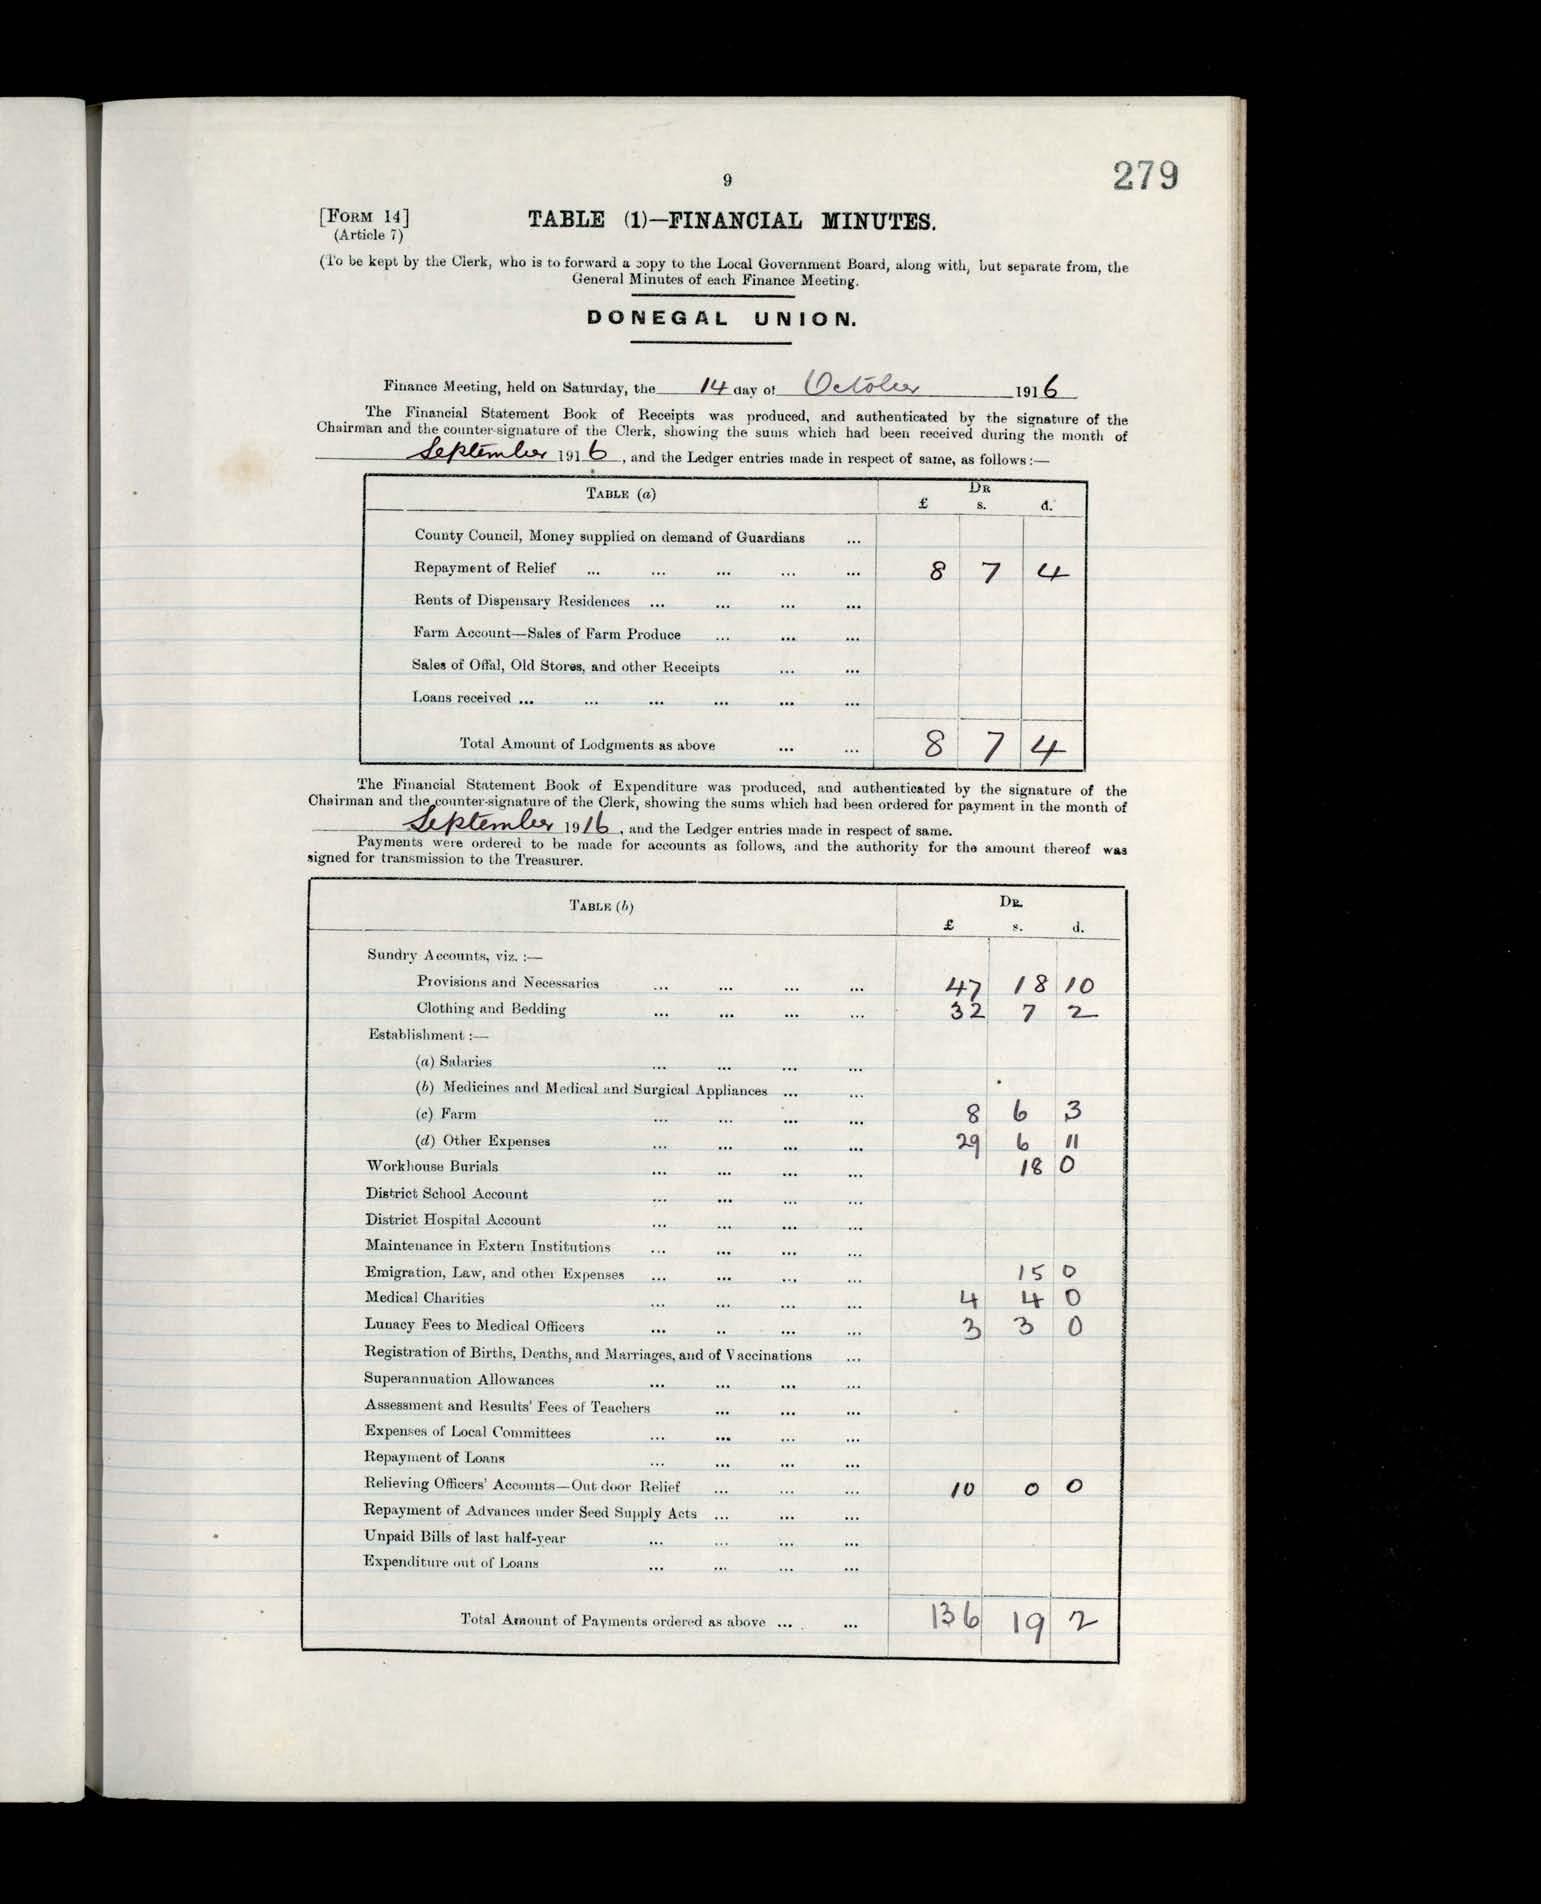 279
9
[FORM 14]
(Article 7)
TABLE (1)—FINANCIAL MINUTES.
(To be kept by the Clerk, who is to forward a copy to the Local Government Board, along with, but separate from, the
General Minutes of each Finance Meeting.
DONEGAL UNION.
Finance Meeting, held on Saturday, the 14 day of October 1916
The Financial Statement Book of Receipts was produced, and authenticated by the signature of the
Chairman and the counter-signature of the Clerk, showing the sums which had been received during the month of
September 1916, and the Ledger entries made in respect of same, as follows:—
TABLE (a) DR
£ s. d.
County Council, Money supplied on demand of Guardians ...
Repayment of Relief ... ... ... ... ... 8 7 4
Rents of Dispensary Residences ... ... ... ...
Farm Account—Sales of Farm Produce ... ... ...
Sales of Offal, Old Stores, and other Receipts ... ...
Loans received ... ... ... ... ... ...
Total Amount of Lodgments as above ... ... 8 7 4
The Financial Statement Book of Expenditure was produced, and authenticated by the signature of the
Chairman and the counter-signature of the Clerk, showing the sums which had been ordered for payment in the month of
September 1916, and the Ledger entries made in respect of same.
Payments were ordered to be made for accounts as follows, and the authority for the amount thereof was
signed for transmission to the Treasurer.
TABLE (b) DR.
£ s. d.
Sundry Accounts, viz. :—
Provisions and Necessaries ... ... ... ... 47 18 10
Clothing and Bedding ... ... ... ... 32 7 2
Establishment :—
(a) Salaries ... ... ... ...
(b) Medicines and Medical and Surgical Appliances ... ...
(c) Farm ... ... ... ... 8 6 3
(d) Other Expenses ... ... ... ... 29 6 11
Workhouse Burials ... ... ... ... 18 0
District School Account ... ... ... ...
District Hospital Account ... ... ... ...
Maintenance in Extern Institutions ... ... ... ...
Emigration, Law, and other Expenses ... ... ... ... 15 0
Medical Charities ... ... ... ... 4 4 0
Lunacy Fees to Medical Officers ... .. ... ... 3 3 0
Registration of Births, Deaths, and Marriages, and of Vaccinations ...
Superannuation Allowances ... ... ... ...
Assessment and Results' Fees of Teachers ... ... ...
Expenses of Local Committees ... ... ... ...
Repayment of Loans ... ... ... ...
Relieving Officers' Accounts—Out door Relief ... ... ... 10 0 0
Repayment of Advances under Seed Supply Acts ... ... ...
Unpaid Bills of last half-year ... ... ... ...
Expenditure out of Loans ... ... ... ...
Total Amount of Payments ordered as above ... ... 136 19 2